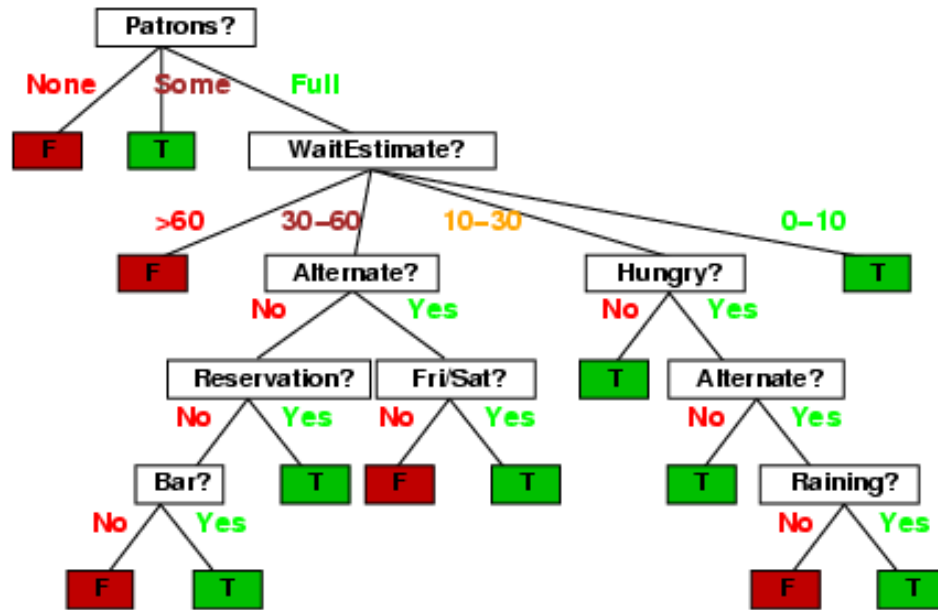 Patrons?
None Some Full
F T WaitEstimate?
>60 30–60 10–30 0–10
F Alternate? Hungry? T
No Yes No Yes
Reservation? Fri/Sat? T Alternate?
No Yes No Yes No Yes
Bar? T F T T Raining?
No Yes No Yes
F T F T